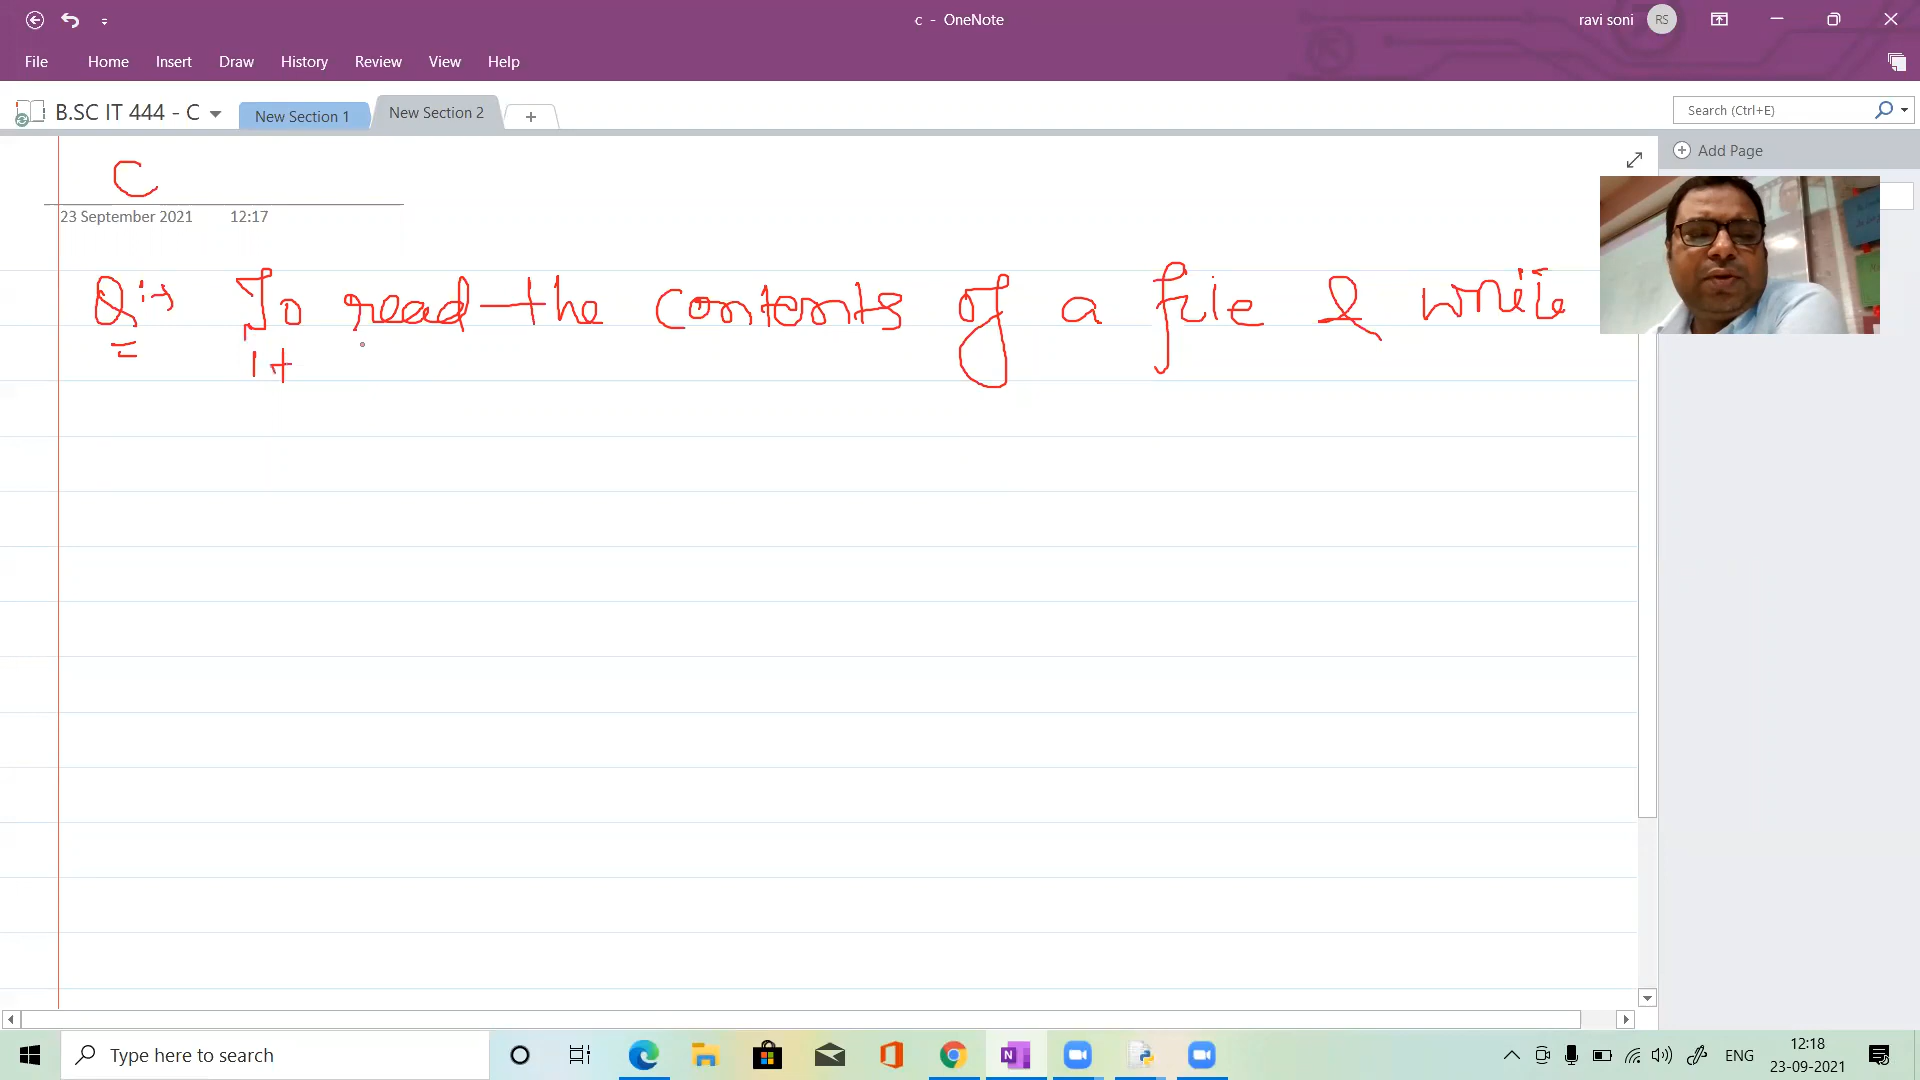 c - OneNote
ravi soni RS
File Home Insert Draw History Review View Help
B.SC IT 444 - C New Section 1 New Section 2 + Search (Ctrl+E)
Add Page
C
23 September 2021 12:17
Q:→ To read the contents of a file & write
it
Type here to search
ENG
12:18
23-09-2021